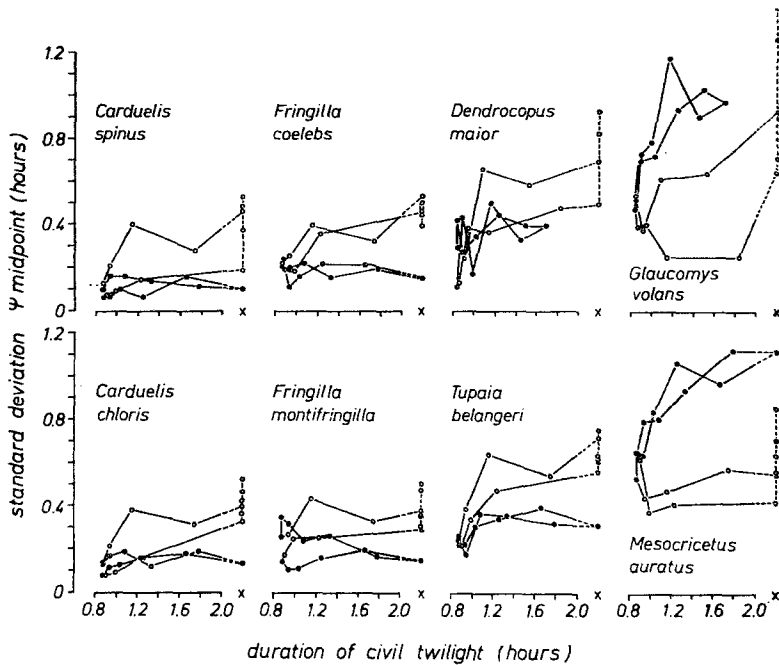 1.2
0.8
0.4
0
Ψ midpoint (hours)
Carduelis
spinus
Fringilla
coelebs
Dendrocopus
maior
Glaucomys
volans
x
x
x
x
1.2
0.8
0.4
0
standard deviation
Carduelis
chloris
Fringilla
montifringilla
Tupaia
belangeri
Mesocricetus
auratus
x
x
x
x
0.8 1.2 1.6 2.0
0.8 1.2 1.6 2.0
0.8 1.2 1.6 2.0
0.8 1.2 1.6 2.0
duration of civil twilight (hours)